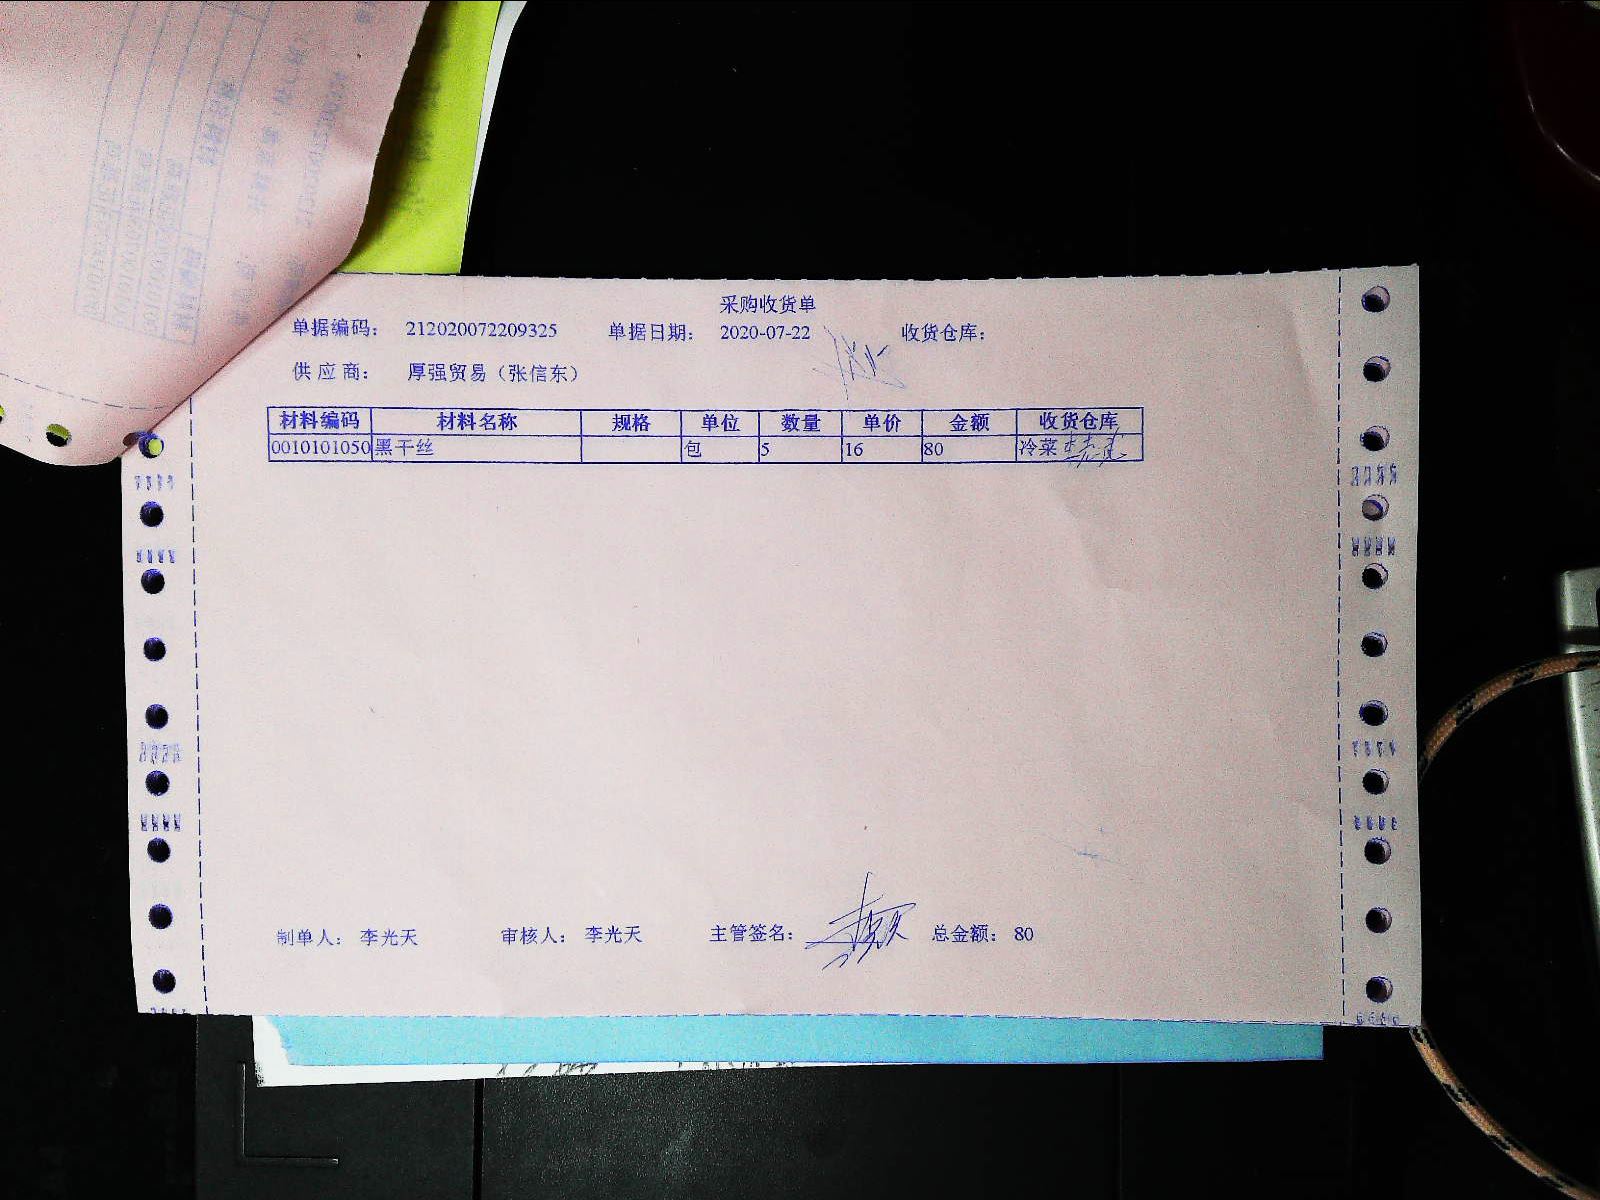 采购收货单
单据编码： 212020072209325 单据日期： 2020-07-22 收货仓库：
供应商： 厚强贸易（张信东）
材料编码 材料名称 规格 单位 数量 单价 金额 收货仓库
0010101050 黑干丝 包 5 16 80 冷菜
制单人： 李光天 审核人： 李光天 主管签名： 总金额： 80